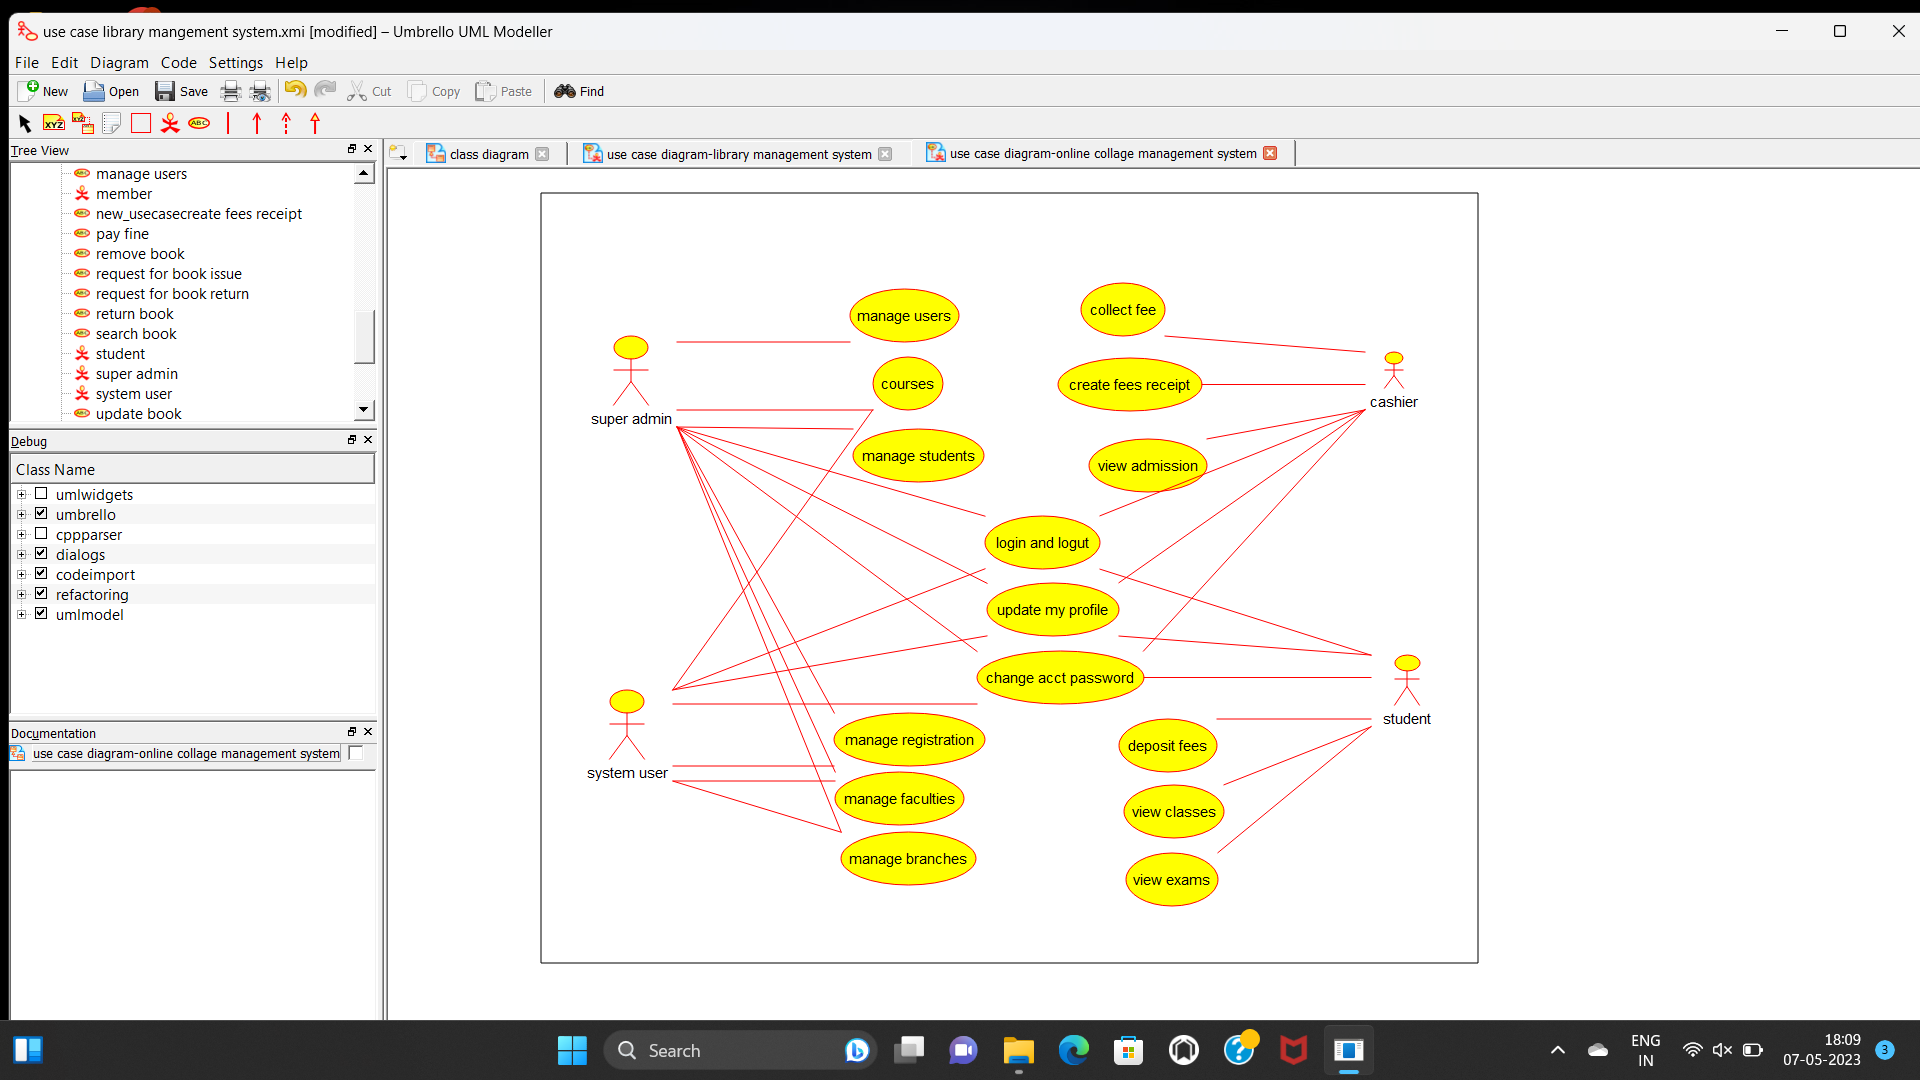 use case library mangement system.xmi [modified] – Umbrello UML Modeller
File Edit Diagram Code Settings Help
New Open Save Cut Copy Paste Find
XYZ ABC
Tree View
manage users
member
new_usecasecreate fees receipt
pay fine
remove book
request for book issue
request for book return
return book
search book
student
super admin
system user
update book
Debug
Class Name
umlwidgets
umbrello
cppparser
dialogs
codeimport
refactoring
umlmodel
Documentation
use case diagram-online collage management system
class diagram
use case diagram-library management system
use case diagram-online collage management system
manage users
collect fee
courses
create fees receipt
cashier
super admin
manage students
view admission
login and logut
update my profile
change acct password
student
manage registration
deposit fees
system user
manage faculties
view classes
manage branches
view exams
Search
ENG
IN
18:09
07-05-2023
3